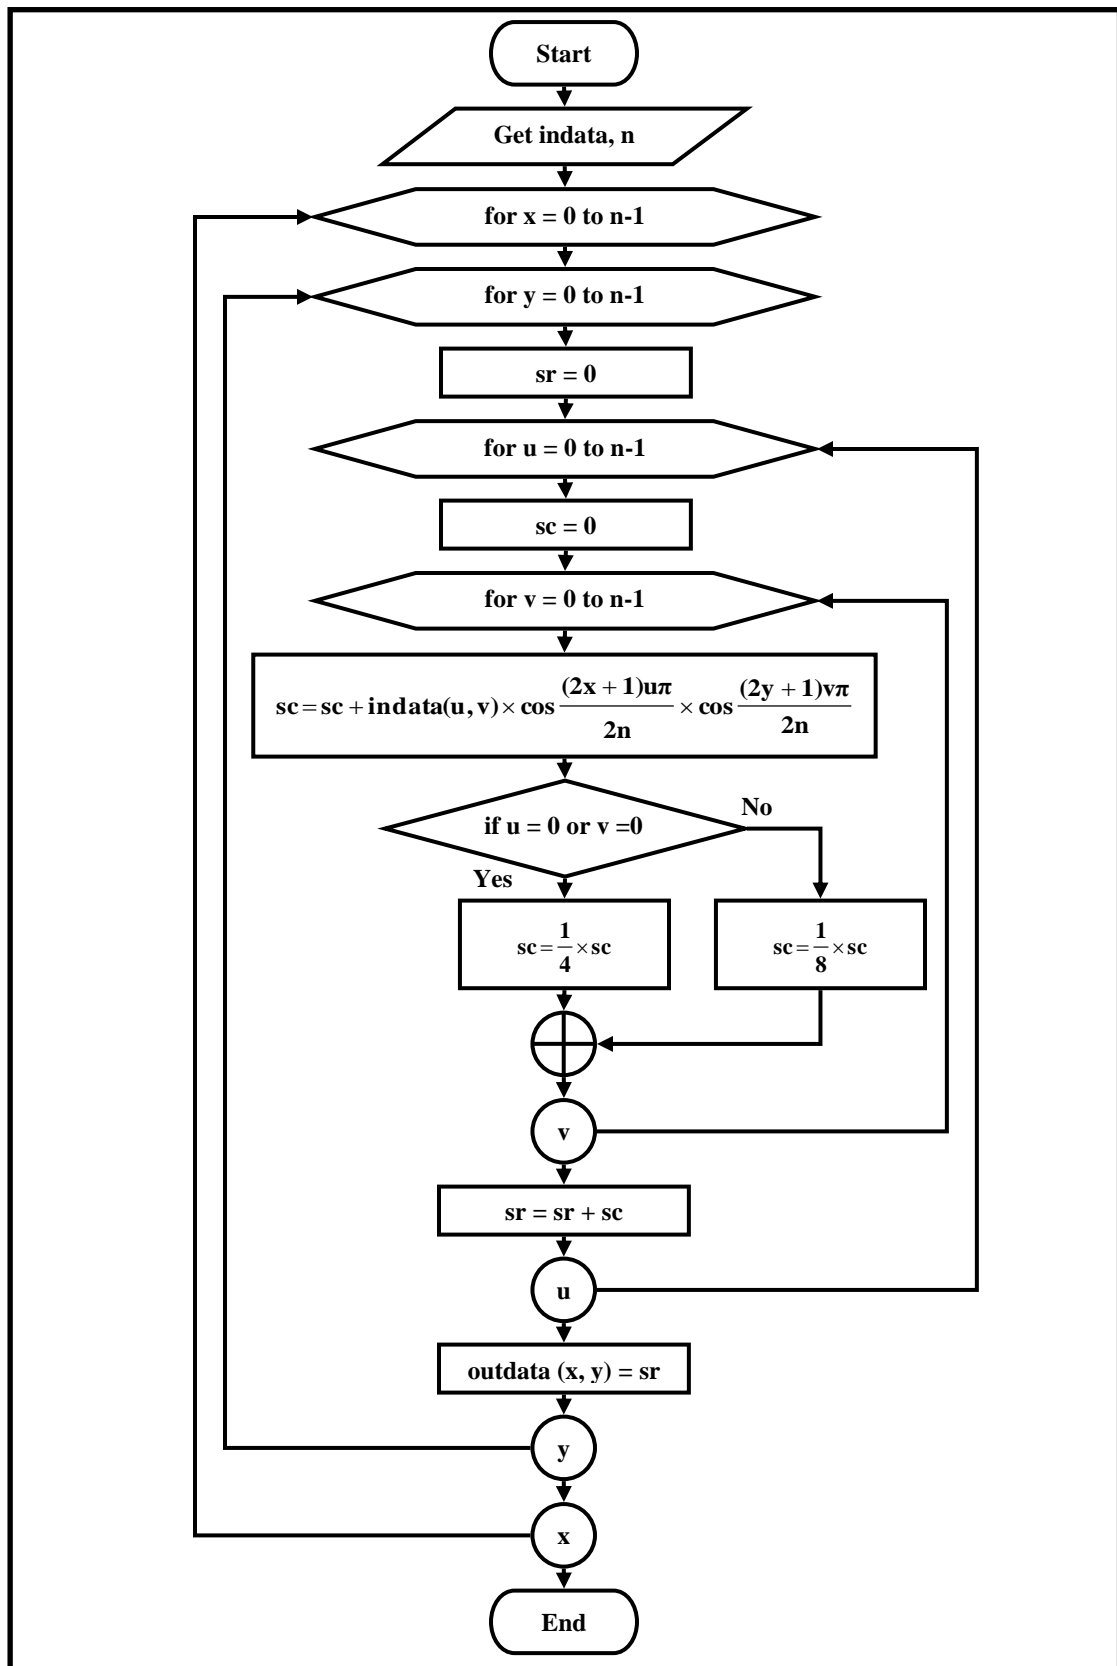 Start
Get indata, n
for x = 0 to n-1
for y = 0 to n-1
sr = 0
for u = 0 to n-1
sc = 0
for v = 0 to n-1
sc = sc + indata(u, v) × cos (2x + 1)uπ / 2n × cos (2y + 1)vπ / 2n
No
if u = 0 or v =0
Yes
sc = 1/4 × sc
sc = 1/8 × sc
v
sr = sr + sc
u
outdata (x, y) = sr
y
x
End